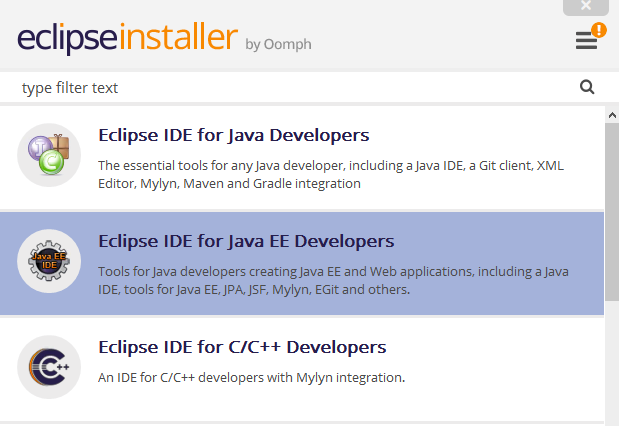 eclipseinstaller by Oomph
!
type filter text
Eclipse IDE for Java Developers
The essential tools for any Java developer, including a Java IDE, a Git client, XML
Editor, Mylyn, Maven and Gradle integration
Java EE
IDE
Eclipse IDE for Java EE Developers
Tools for Java developers creating Java EE and Web applications, including a Java
IDE, tools for Java EE, JPA, JSF, Mylyn, EGit and others.
C++
Eclipse IDE for C/C++ Developers
An IDE for C/C++ developers with Mylyn integration.